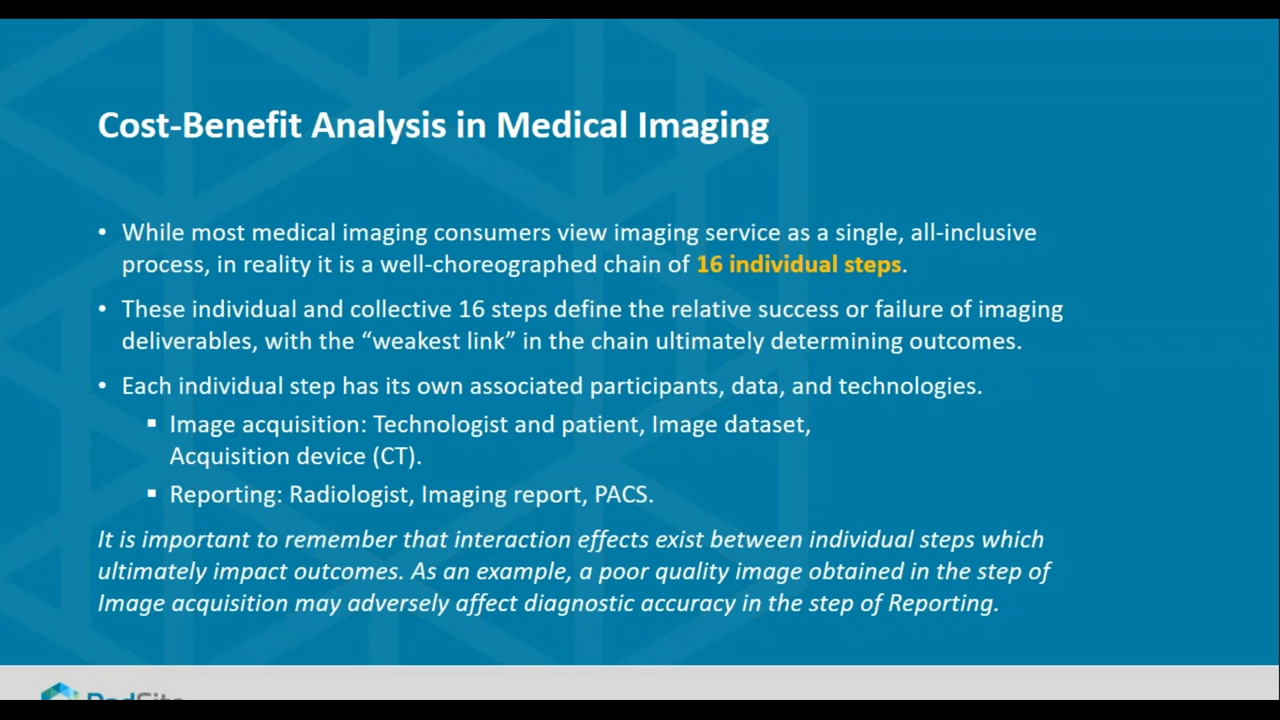 Cost-Benefit Analysis in Medical Imaging
• While most medical imaging consumers view imaging service as a single, all-inclusive
process, in reality it is a well-choreographed chain of 16 individual steps.
• These individual and collective 16 steps define the relative success or failure of imaging
deliverables, with the “weakest link” in the chain ultimately determining outcomes.
• Each individual step has its own associated participants, data, and technologies.
▪ Image acquisition: Technologist and patient, Image dataset,
Acquisition device (CT).
▪ Reporting: Radiologist, Imaging report, PACS.
It is important to remember that interaction effects exist between individual steps which
ultimately impact outcomes. As an example, a poor quality image obtained in the step of
Image acquisition may adversely affect diagnostic accuracy in the step of Reporting.
RadSite